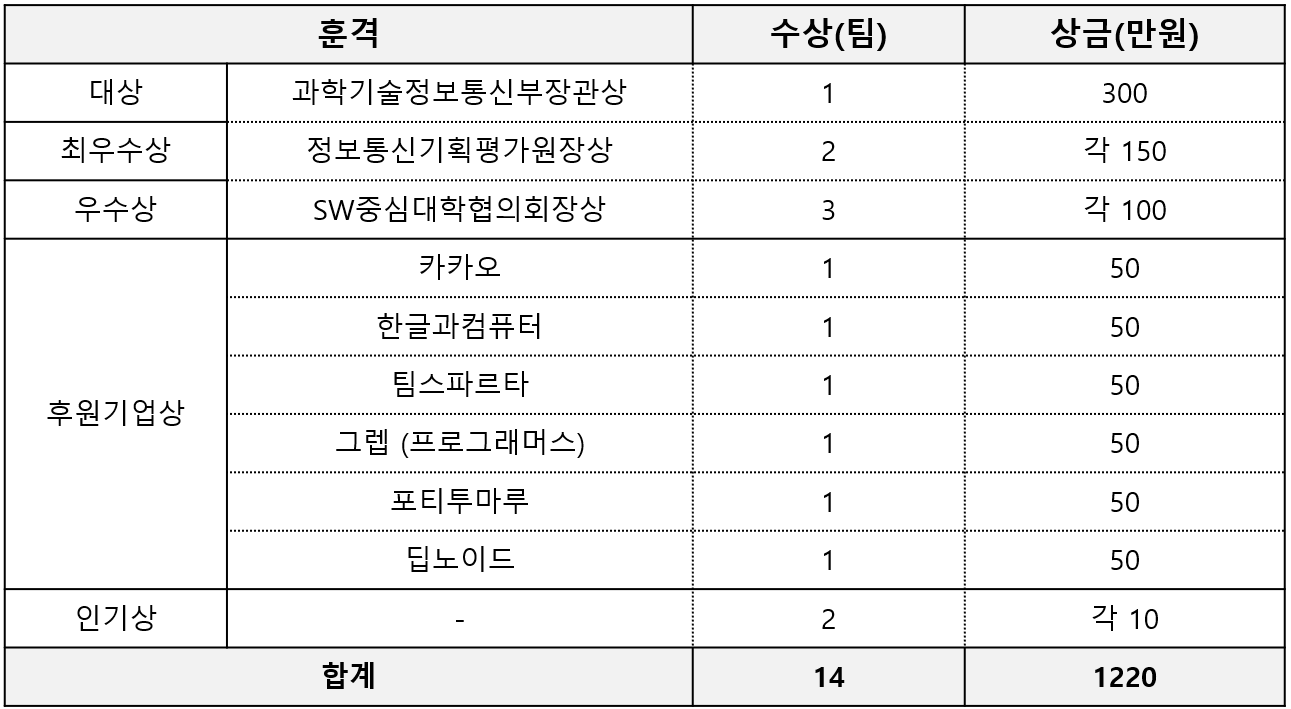 훈격 수상(팀) 상금(만원)
대상 과학기술정보통신부장관상 1 300
최우수상 정보통신기획평가원장상 2 각 150
우수상 SW중심대학협의회장상 3 각 100
후원기업상 카카오 1 50
한글과컴퓨터 1 50
팀스파르타 1 50
그렙 (프로그래머스) 1 50
포티투마루 1 50
딥노이드 1 50
인기상 - 2 각 10
합계 14 1220